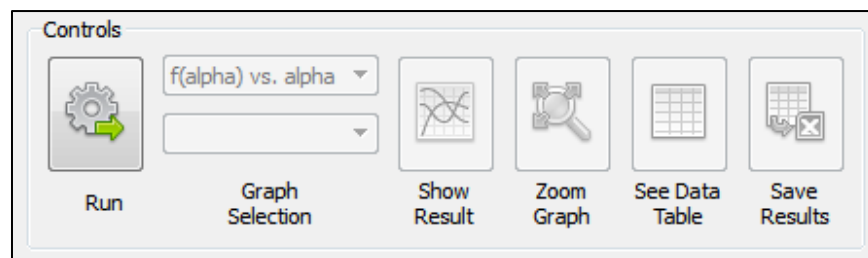 Controls
f(alpha) vs. alpha
Run
Graph
Selection
Show
Result
Zoom
Graph
See Data
Table
Save
Results